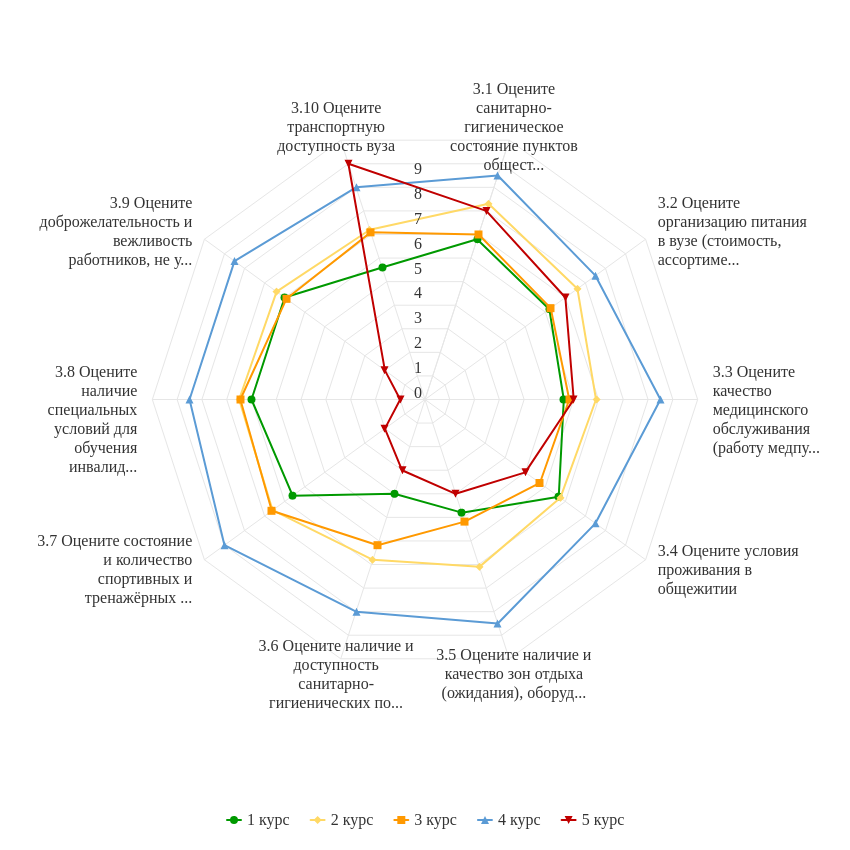 3.1 Оцените
санитарно-
гигиеническое
состояние пунктов
общест...
3.10 Оцените
транспортную
доступность вуза
3.2 Оцените
организацию питания
в вузе (стоимость,
ассортиме...
3.9 Оцените
доброжелательность и
вежливость
работников, не у...
9
8
7
6
5
4
3
2
1
0
3.3 Оцените
качество
медицинского
обслуживания
(работу медпу...
3.8 Оцените
наличие
специальных
условий для
обучения
инвалид...
3.4 Оцените условия
проживания в
общежитии
3.7 Оцените состояние
и количество
спортивных и
тренажёрных ...
3.6 Оцените наличие и
доступность
санитарно-
гигиенических по...
3.5 Оцените наличие и
качество зон отдыха
(ожидания), оборуд...
1 курс 2 курс 3 курс 4 курс 5 курс